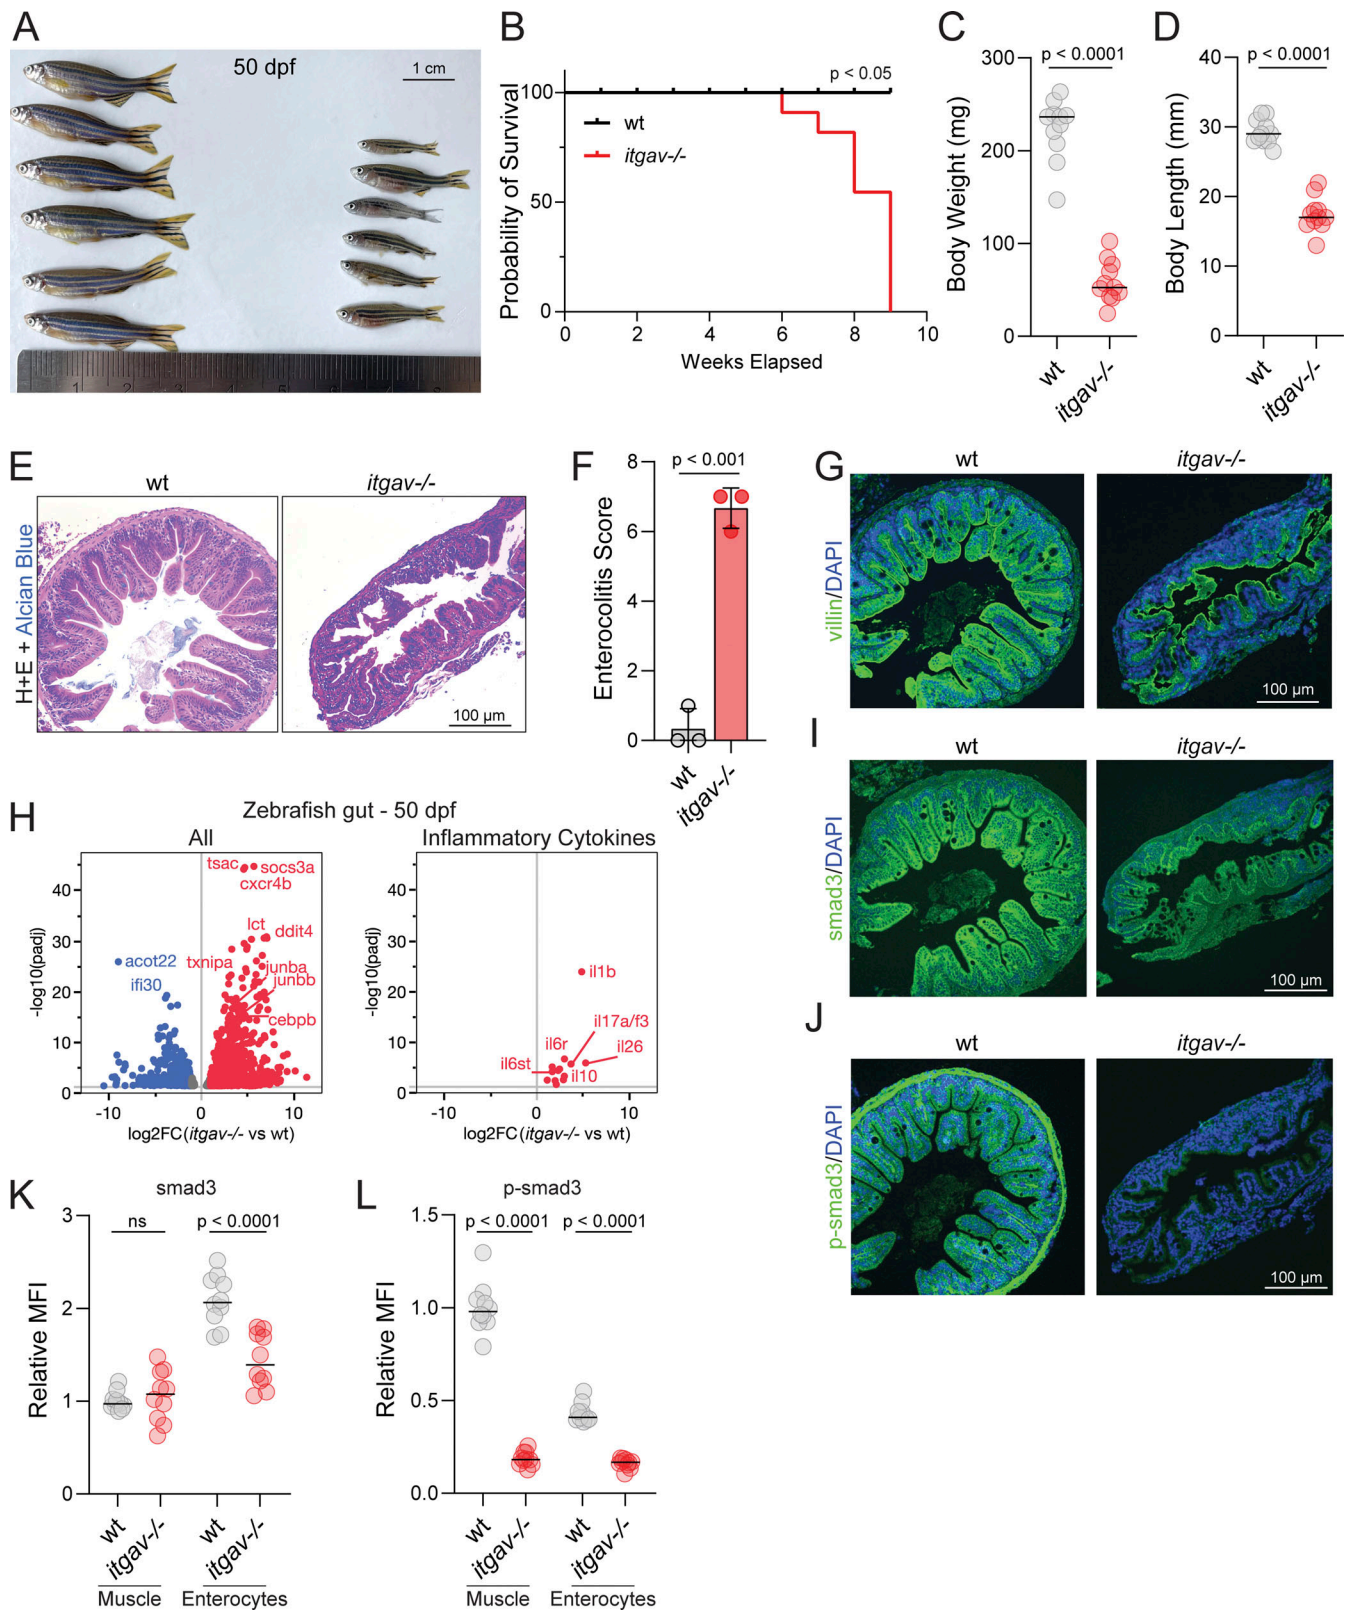 A
50 dpf
1 cm
1
2
B
Probability of Survival
100
50
0
p < 0.05
wt
itgav-/-
0 2 4 6 8 10
Weeks Elapsed
C
p < 0.0001
Body Weight (mg)
300
200
100
0
wt
itgav-/-
D
p < 0.0001
Body Length (mm)
40
30
20
10
0
wt
itgav-/-
E
wt
itgav-/-
H+E + Alcian Blue
100 µm
F
p < 0.001
Enterocolitis Score
8
6
4
2
0
wt
itgav-/-
G
wt
itgav-/-
villin/DAPI
100 µm
H
Zebrafish gut - 50 dpf
All
-log10(padj)
40
30
20
10
0
tsac
socs3a
cxcr4b
lct
ddit4
acot22
txnipa
junba
ifi30
junbb
cebpb
-10 0 10
log2FC(itgav-/- vs wt)
Inflammatory Cytokines
-log10(padj)
40
30
20
10
0
il1b
il17a/f3
il6r
il26
il6st
il10
-10 0 10
log2FC(itgav-/- vs wt)
I
wt
itgav-/-
smad3/DAPI
100 µm
J
wt
itgav-/-
p-smad3/DAPI
100 µm
K
smad3
ns
p < 0.0001
Relative MFI
3
2
1
0
wt
itgav-/-
wt
itgav-/-
Muscle
Enterocytes
L
p-smad3
p < 0.0001
p < 0.0001
Relative MFI
1.5
1.0
0.5
0.0
wt
itgav-/-
wt
itgav-/-
Muscle
Enterocytes